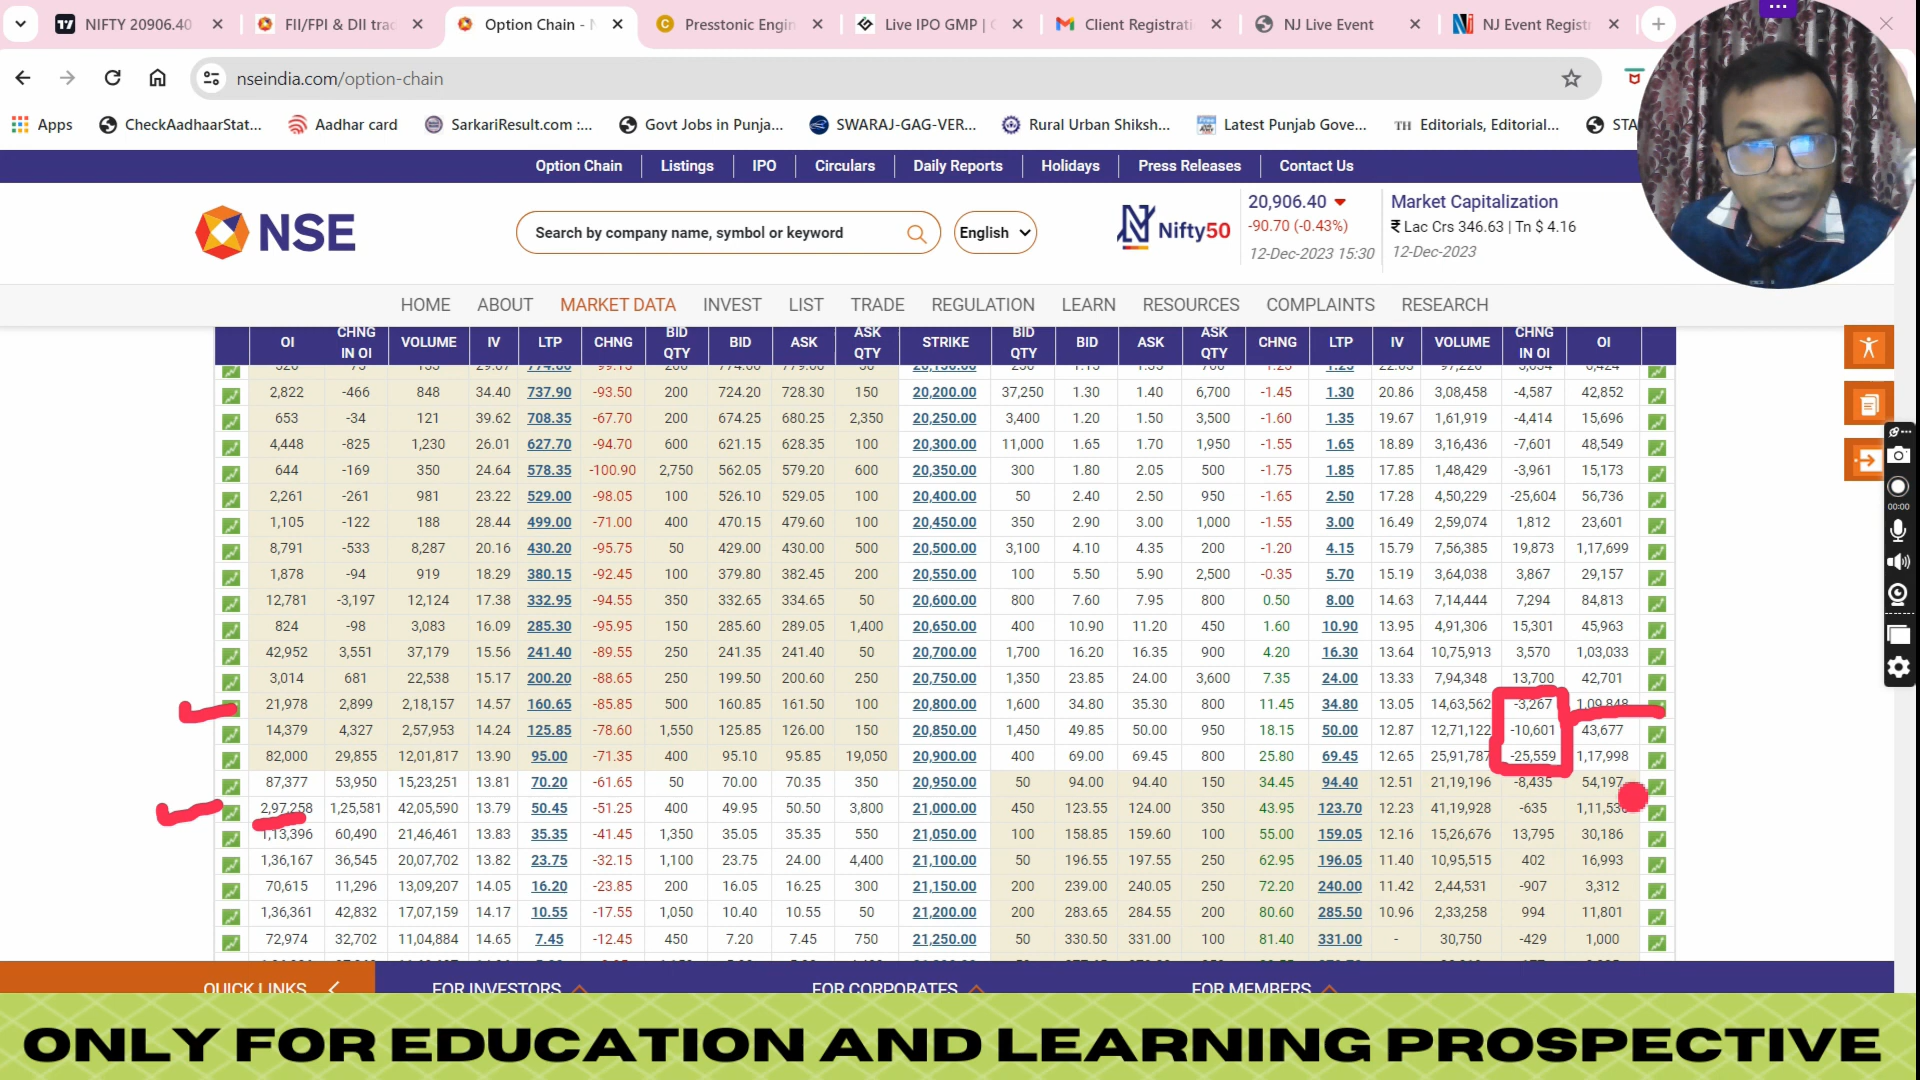 NIFTY 20906.40
FII/FPI & DII trac
Option Chain - N
Presstonic Engin
Live IPO GMP | C
Client Registrati
NJ Live Event
NJ Event Registr
nseindia.com/option-chain
Apps
CheckAadhaarStat...
Aadhar card
SarkariResult.com :...
Govt Jobs in Punja...
SWARAJ-GAG-VER...
Rural Urban Shiksh...
Latest Punjab Gove...
TH Editorials, Editorial...
STA
Option Chain | Listings | IPO | Circulars | Daily Reports | Holidays | Press Releases | Contact Us
NSE
Search by company name, symbol or keyword
English
Nifty50
20,906.40
-90.70 (-0.43%)
12-Dec-2023 15:30
Market Capitalization
₹ Lac Crs 346.63 | Tn $ 4.16
12-Dec-2023
HOME ABOUT MARKET DATA INVEST LIST TRADE REGULATION LEARN RESOURCES COMPLAINTS RESEARCH
OI CHNG IN OI VOLUME IV LTP CHNG BID QTY BID ASK ASK QTY STRIKE BID QTY BID ASK ASK QTY CHNG LTP IV VOLUME CHNG IN OI OI
2,822 -466 848 34.40 737.90 -93.50 200 724.20 728.30 150 20,200.00 37,250 1.30 1.40 6,700 -1.45 1.30 20.86 3,08,458 -4,587 42,852
653 -34 121 39.62 708.35 -67.70 200 674.25 680.25 2,350 20,250.00 3,400 1.20 1.50 3,500 -1.60 1.35 19.67 1,61,919 -4,414 15,696
4,448 -825 1,230 26.01 627.70 -94.70 600 621.15 628.35 100 20,300.00 11,000 1.65 1.70 1,950 -1.55 1.65 18.89 3,16,436 -7,601 48,549
644 -169 350 24.64 578.35 -100.90 2,750 562.05 579.20 600 20,350.00 300 1.80 2.05 500 -1.75 1.85 17.85 1,48,429 -3,961 15,173
2,261 -261 981 23.22 529.00 -98.05 100 526.10 529.05 100 20,400.00 50 2.40 2.50 950 -1.65 2.50 17.28 4,50,229 -25,604 56,736
1,105 -122 188 28.44 499.00 -71.00 400 470.15 479.60 100 20,450.00 350 2.90 3.00 1,000 -1.55 3.00 16.49 2,59,074 1,812 23,601
8,791 -533 8,287 20.16 430.20 -95.75 50 429.00 430.00 500 20,500.00 3,100 4.10 4.35 200 -1.20 4.15 15.79 7,56,385 19,873 1,17,699
1,878 -94 919 18.29 380.15 -92.45 100 379.80 382.45 200 20,550.00 100 5.50 5.90 2,500 -0.35 5.70 15.19 3,64,038 3,867 29,157
12,781 -3,197 12,124 17.38 332.95 -94.55 350 332.65 334.65 50 20,600.00 800 7.60 7.95 800 0.50 8.00 14.63 7,14,444 7,294 84,813
824 -98 3,083 16.09 285.30 -95.95 150 285.60 289.05 1,400 20,650.00 400 10.90 11.20 450 1.60 10.90 13.95 4,91,306 15,301 45,963
42,952 3,551 37,179 15.56 241.40 -89.55 250 241.35 241.40 50 20,700.00 1,700 16.20 16.35 900 4.20 16.30 13.64 10,75,913 3,570 1,03,033
3,014 681 22,538 15.17 200.20 -88.65 250 199.50 200.60 250 20,750.00 1,350 23.85 24.00 3,600 7.35 24.00 13.33 7,94,348 13,700 42,701
21,978 2,899 2,18,157 14.57 160.65 -85.85 500 160.85 161.50 100 20,800.00 1,600 34.80 35.30 800 11.45 34.80 13.05 14,63,562 -3,267 1,09,848
14,379 4,327 2,57,953 14.24 125.85 -78.60 1,550 125.85 126.00 150 20,850.00 1,450 49.85 50.00 950 18.15 50.00 12.87 12,71,122 -10,601 43,677
82,000 29,855 12,01,817 13.90 95.00 -71.35 400 95.10 95.85 19,050 20,900.00 400 69.00 69.45 800 25.80 69.45 12.65 25,91,787 -25,559 1,17,998
87,377 53,950 15,23,251 13.81 70.20 -61.65 50 70.00 70.35 350 20,950.00 50 94.00 94.40 150 34.45 94.40 12.51 21,19,196 -8,435 54,197
2,97,258 1,25,581 42,05,590 13.79 50.45 -51.25 400 49.95 50.50 3,800 21,000.00 450 123.55 124.00 350 43.95 123.70 12.23 41,19,928 -635
1,13,396 60,490 21,46,461 13.83 35.35 -41.45 1,350 35.05 35.35 350 21,050.00 100 158.85 159.60 100 55.00 159.05 12.16 15,26,676 13,795 30,186
1,36,167 36,545 20,07,702 13.82 23.75 -32.15 1,100 23.75 24.00 4,400 21,100.00 50 196.55 197.55 250 62.95 196.05 11.40 10,95,515 402 16,993
70,615 11,296 13,09,207 14.05 16.20 -23.85 200 16.05 16.25 300 21,150.00 200 239.00 240.05 250 72.20 240.00 11.42 2,44,531 -907 3,312
1,36,361 42,832 17,07,159 14.17 10.55 -17.55 1,050 10.40 10.55 50 21,200.00 200 283.65 284.55 200 80.60 285.50 10.96 2,33,258 994 11,801
72,974 32,702 11,04,884 14.65 7.45 -12.45 450 7.20 7.45 750 21,250.00 50 330.50 331.00 100 81.40 331.00 - 30,750 -429 1,000
QUICK LINKS FOR INVESTORS FOR CORPORATES FOR MEMBERS
00:00
ONLY FOR EDUCATION AND LEARNING PROSPECTIVE